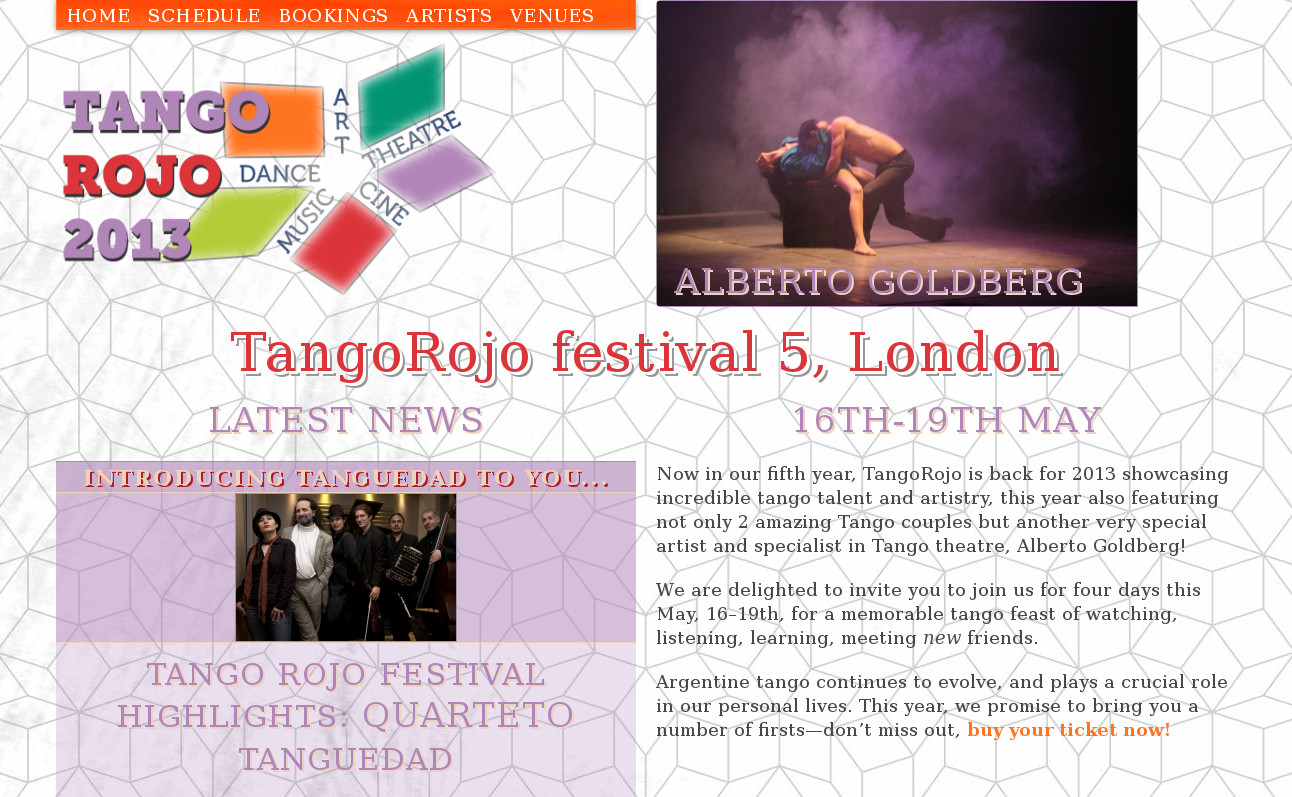 HOME SCHEDULE BOOKINGS ARTISTS VENUES
TANGO
ROJO
2013
DANCE
ART
THEATRE
CINE
MUSIC
ALBERTO GOLDBERG
TangoRojo festival 5, London
LATEST NEWS
INTRODUCING TANGUEDAD TO YOU...
TANGO ROJO FESTIVAL
HIGHLIGHTS: QUARTETO
TANGUEDAD
16TH-19TH MAY
Now in our fifth year, TangoRojo is back for 2013 showcasing
incredible tango talent and artistry, this year also featuring
not only 2 amazing Tango couples but another very special
artist and specialist in Tango theatre, Alberto Goldberg!
We are delighted to invite you to join us for four days this
May, 16–19th, for a memorable tango feast of watching,
listening, learning, meeting new friends.
Argentine tango continues to evolve, and plays a crucial role
in our personal lives. This year, we promise to bring you a
number of firsts—don’t miss out, buy your ticket now!